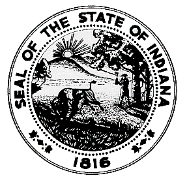 SEAL OF THE STATE OF INDIANA
1816